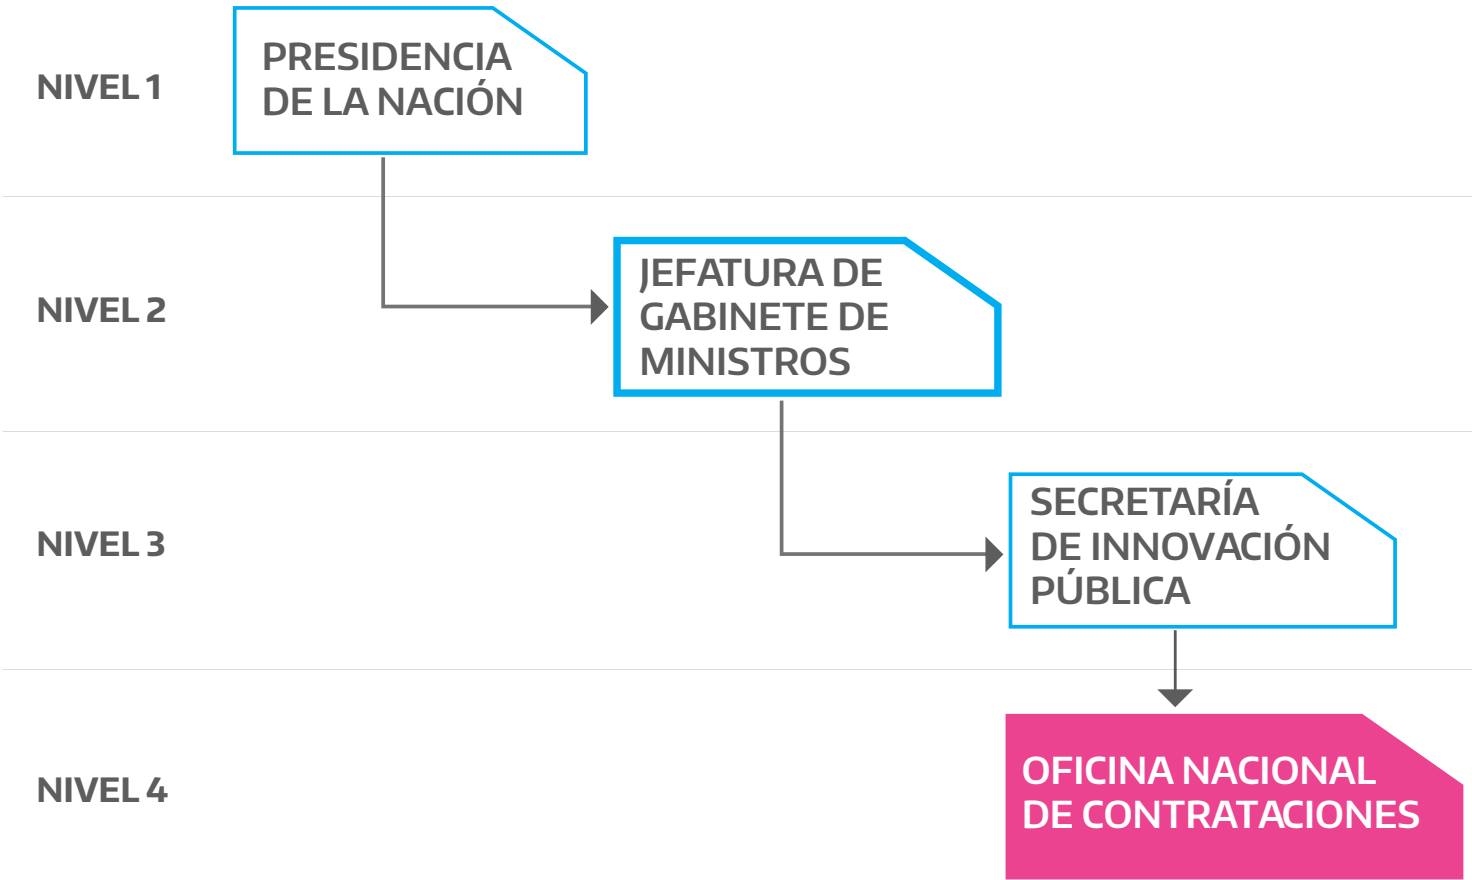 NIVEL 1
PRESIDENCIA
DE LA NACIÓN
NIVEL 2
JEFATURA DE
GABINETE DE
MINISTROS
NIVEL 3
SECRETARÍA
DE INNOVACIÓN
PÚBLICA
NIVEL 4
OFICINA NACIONAL
DE CONTRATACIONES